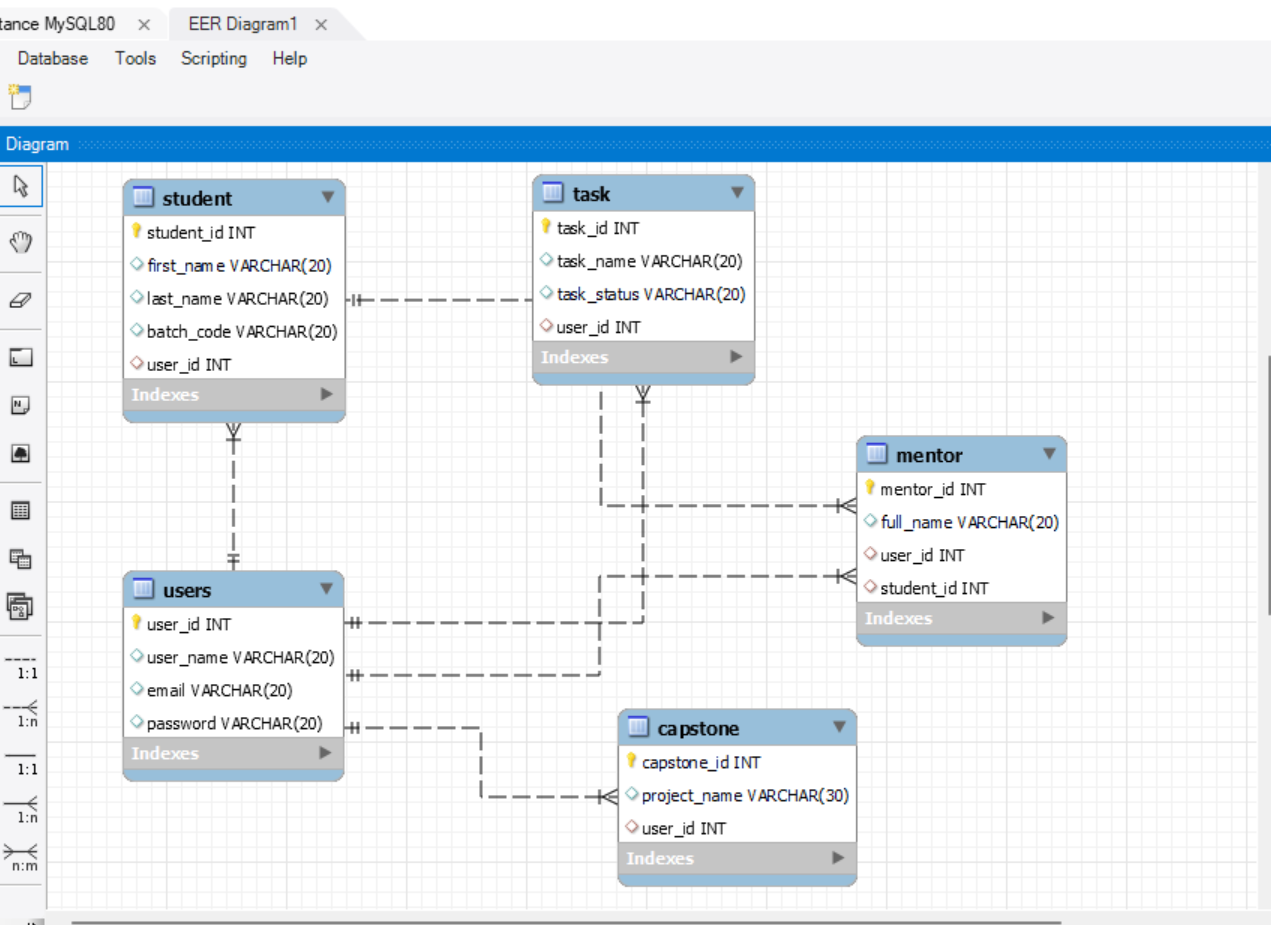 tance MySQL80 × EER Diagram1 ×
Database Tools Scripting Help
Diagram
student
student_id INT
first_name VARCHAR(20)
last_name VARCHAR(20)
batch_code VARCHAR(20)
user_id INT
Indexes
task
task_id INT
task_name VARCHAR(20)
task_status VARCHAR(20)
user_id INT
Indexes
mentor
mentor_id INT
full_name VARCHAR(20)
user_id INT
student_id INT
Indexes
users
user_id INT
user_name VARCHAR(20)
email VARCHAR(20)
password VARCHAR(20)
Indexes
capstone
capstone_id INT
project_name VARCHAR(30)
user_id INT
Indexes
1:1
1:n
1:1
1:n
n:m